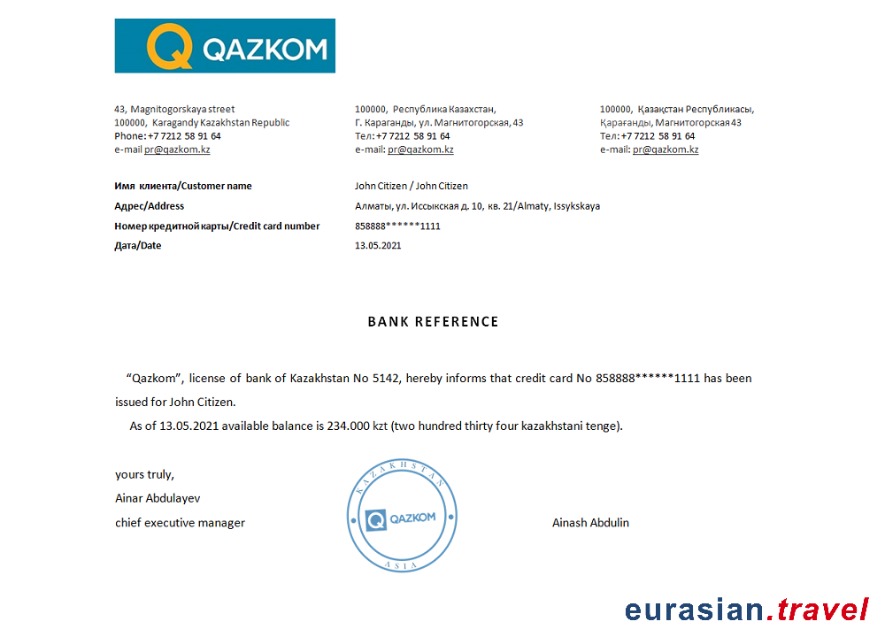 QAZKOM
43, Magnitogorskaya street
100000, Karagandy Kazakhstan Republic
Phone: +7 7212 58 91 64
e-mail pr@qazkom.kz
100000, Республика Казахстан,
Г. Караганды, ул. Магнитогорская, 43
Тел: +7 7212 58 91 64
e-mail: pr@qazkom.kz
100000, Қазақстан Республикасы,
Қарағанды, Магнитогорская 43
Тел: +7 7212 58 91 64
e-mail: pr@qazkom.kz
Имя клиента/Customer name John Citizen / John Citizen
Адрес/Address Алматы, ул. Иссыкская д. 10, кв. 21/Almaty, Issykskaya
Номер кредитной карты/Credit card number 858888******1111
Дата/Date 13.05.2021
BANK REFERENCE
“Qazkom”, license of bank of Kazakhstan No 5142, hereby informs that credit card No 858888******1111 has been
issued for John Citizen.
As of 13.05.2021 available balance is 234.000 kzt (two hundred thirty four kazakhstani tenge).
yours truly,
Ainar Abdulayev
chief executive manager
KAZAKHSTAN
QAZKOM
ASIA
Ainash Abdulin
eurasian.travel